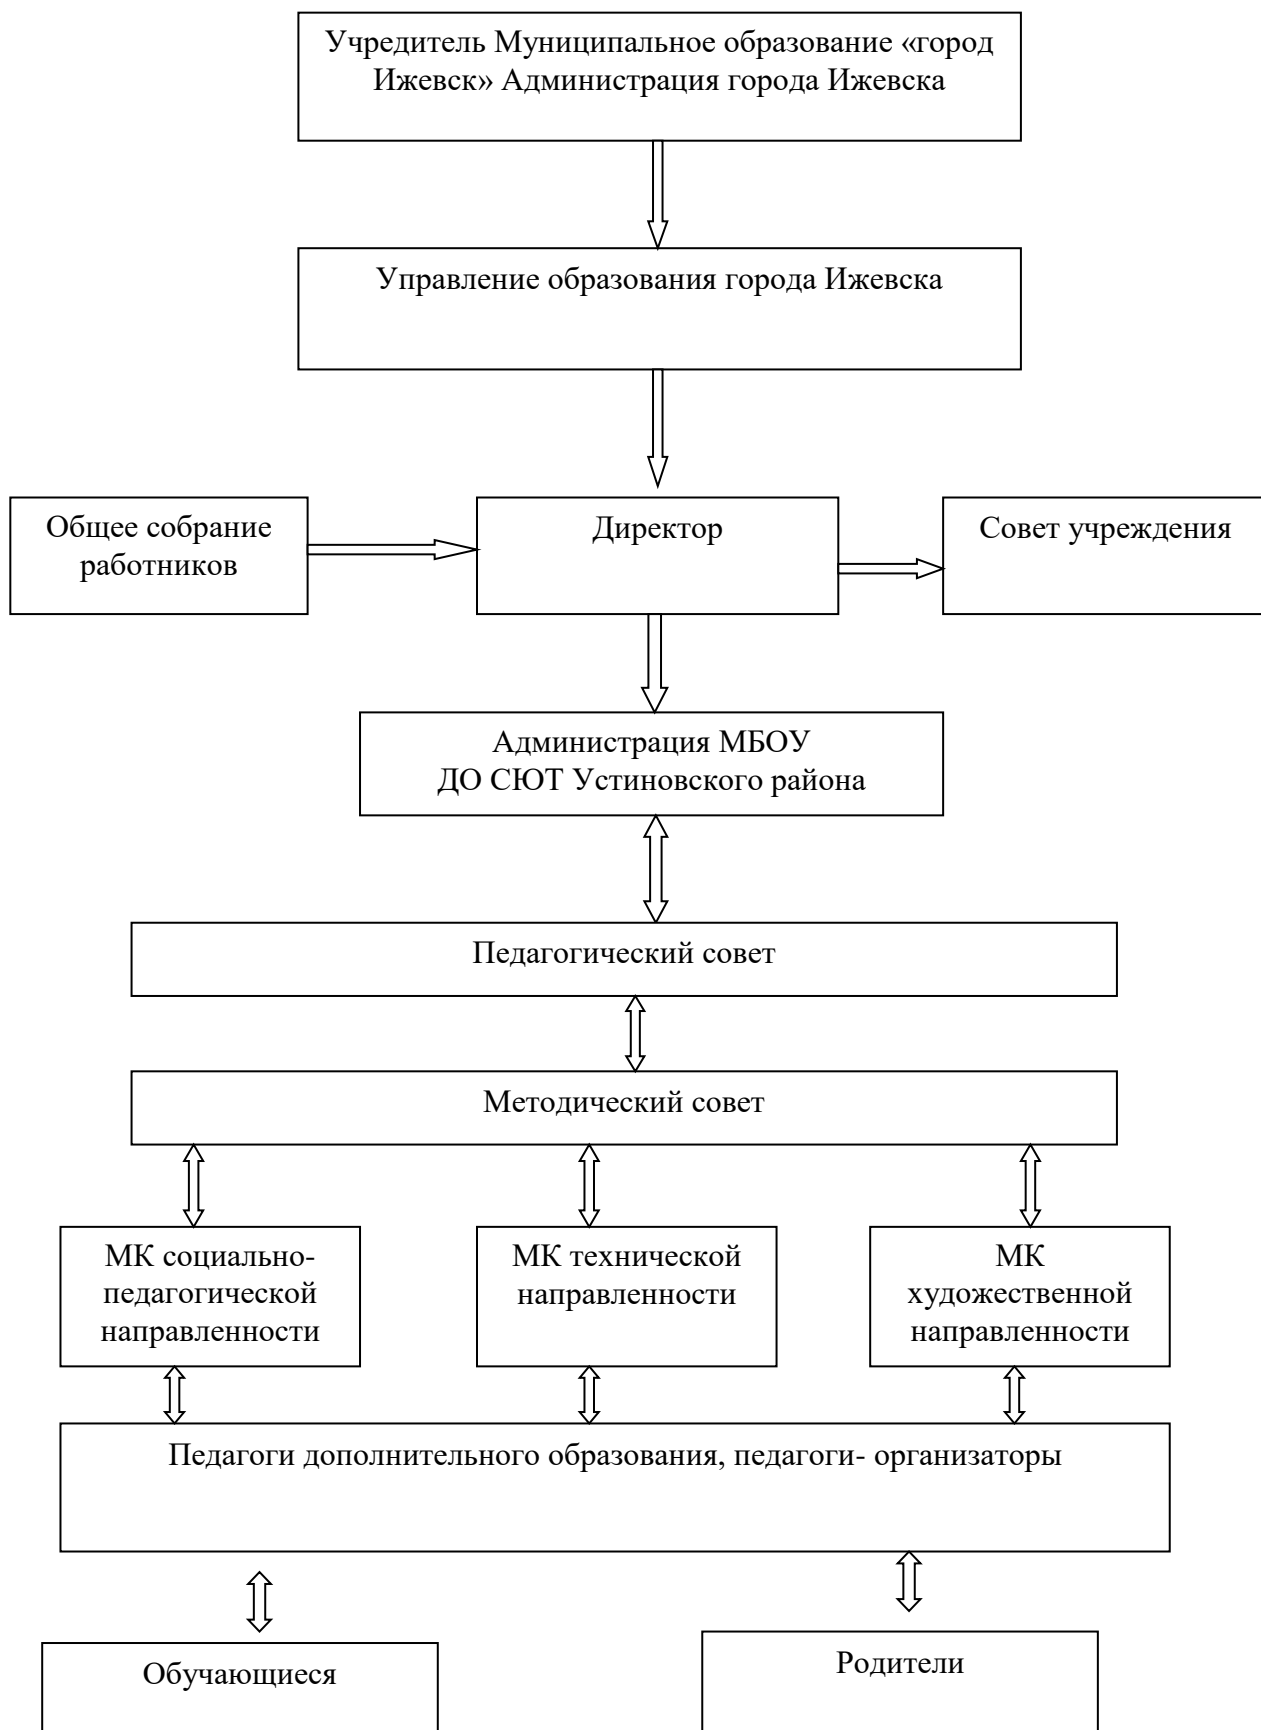 Учредитель Муниципальное образование «город
Ижевск» Администрация города Ижевска
Управление образования города Ижевска
Общее собрание
работников
Директор
Совет учреждения
Администрация МБОУ
ДО СЮТ Устиновского района
Педагогический совет
Методический совет
МК социально-
педагогической
направленности
МК технической
направленности
МК
художественной
направленности
Педагоги дополнительного образования, педагоги- организаторы
Обучающиеся
Родители